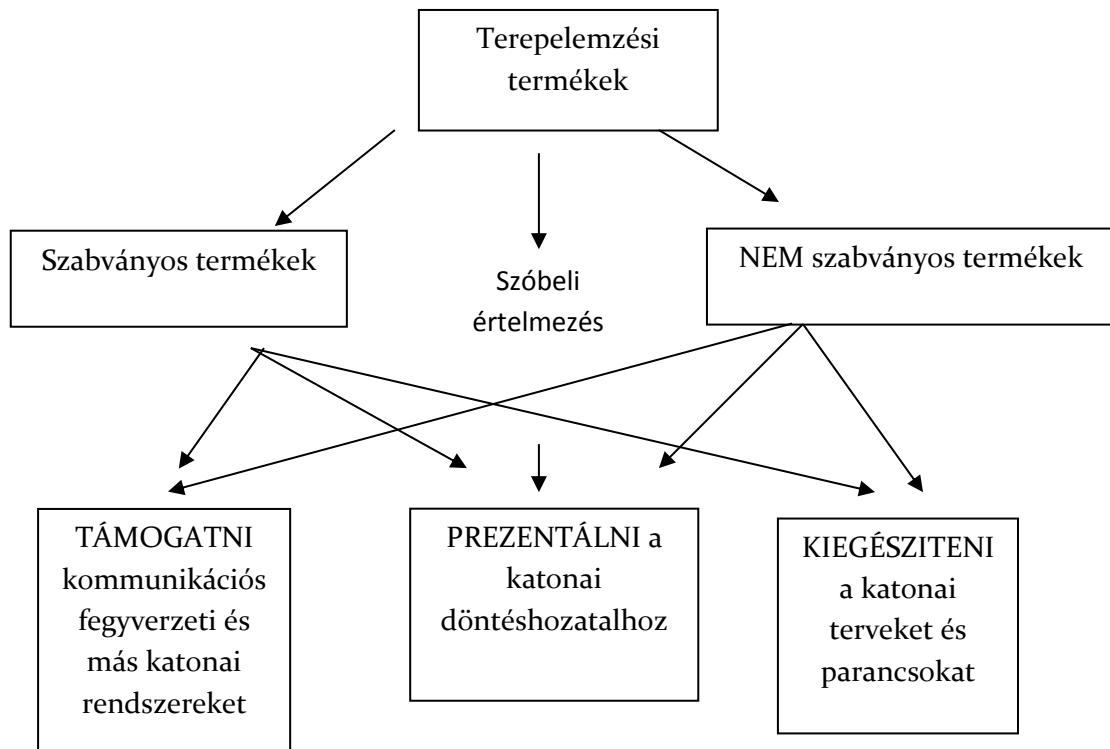 Terepelemzési
termékek
Szabványos termékek
Szóbeli
értelmezés
NEM szabványos termékek
TÁMOGATNI
kommunikációs
fegyverzeti és
más katonai
rendszereket
PREZENTÁLNI a
katonai
döntéshozatalhoz
KIEGÉSZITENI
a katonai
terveket és
parancsokat